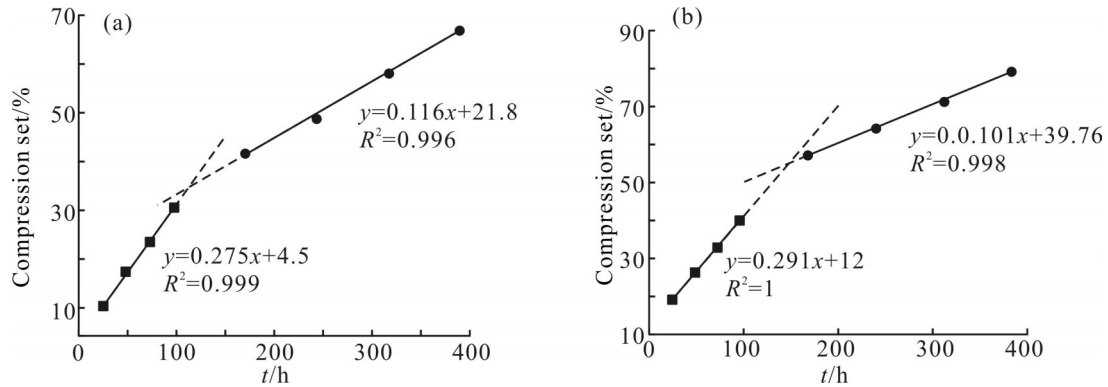 (a)
70
50
30
10
Compression set/%
y=0.116x+21.8
R²=0.996
y=0.275x+4.5
R²=0.999
0 100 200 300 400
t/h
(b)
90
70
50
30
10
Compression set/%
y=0.0.101x+39.76
R²=0.998
y=0.291x+12
R²=1
0 100 200 300 400
t/h